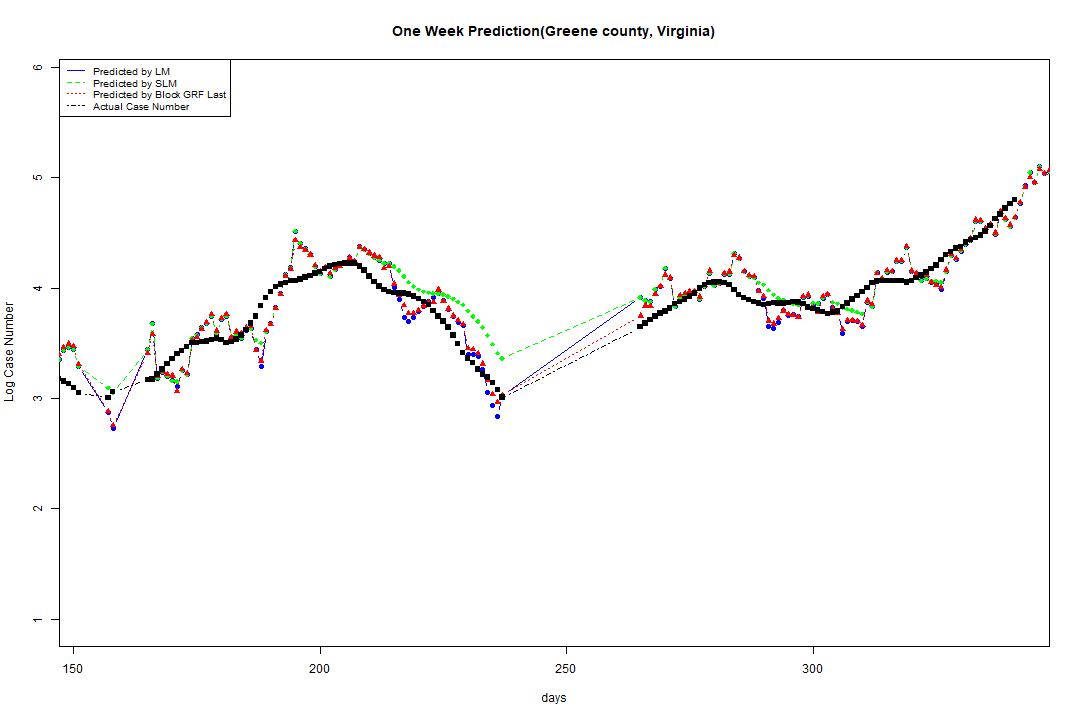 One Week Prediction(Greene county, Virginia)
Predicted by LM
Predicted by SLM
Predicted by Block GRF Last
Actual Case Number
Log Case Number
6
5
4
3
2
1
150
200
250
300
days